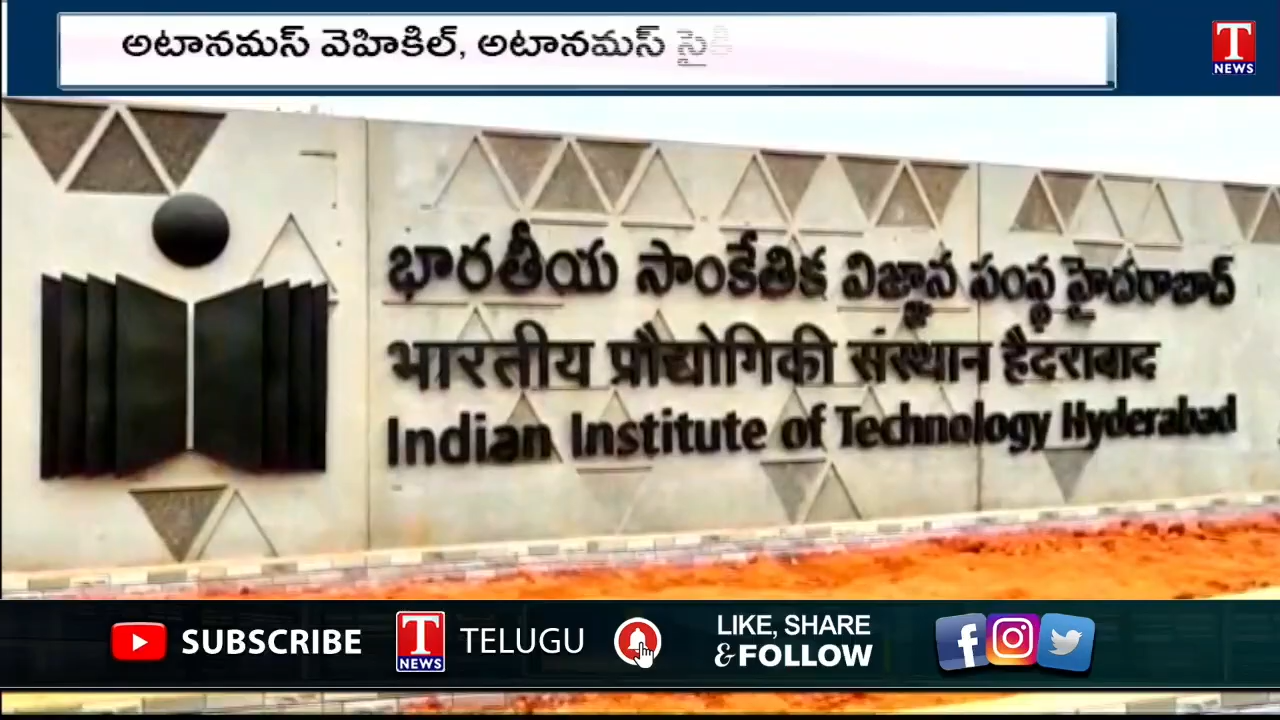 అటానమస్ వెహికిల్, అటానమస్
T NEWS
భారతీయ సాంకేతిక విజ్ఞాన సంస్థ హైదరాబాద్
भारतीय प्रौद्योगिकी संस्थान हैदराबाद
Indian Institute of Technology Hyderabad
SUBSCRIBE
T NEWS
TELUGU
LIKE, SHARE
& FOLLOW